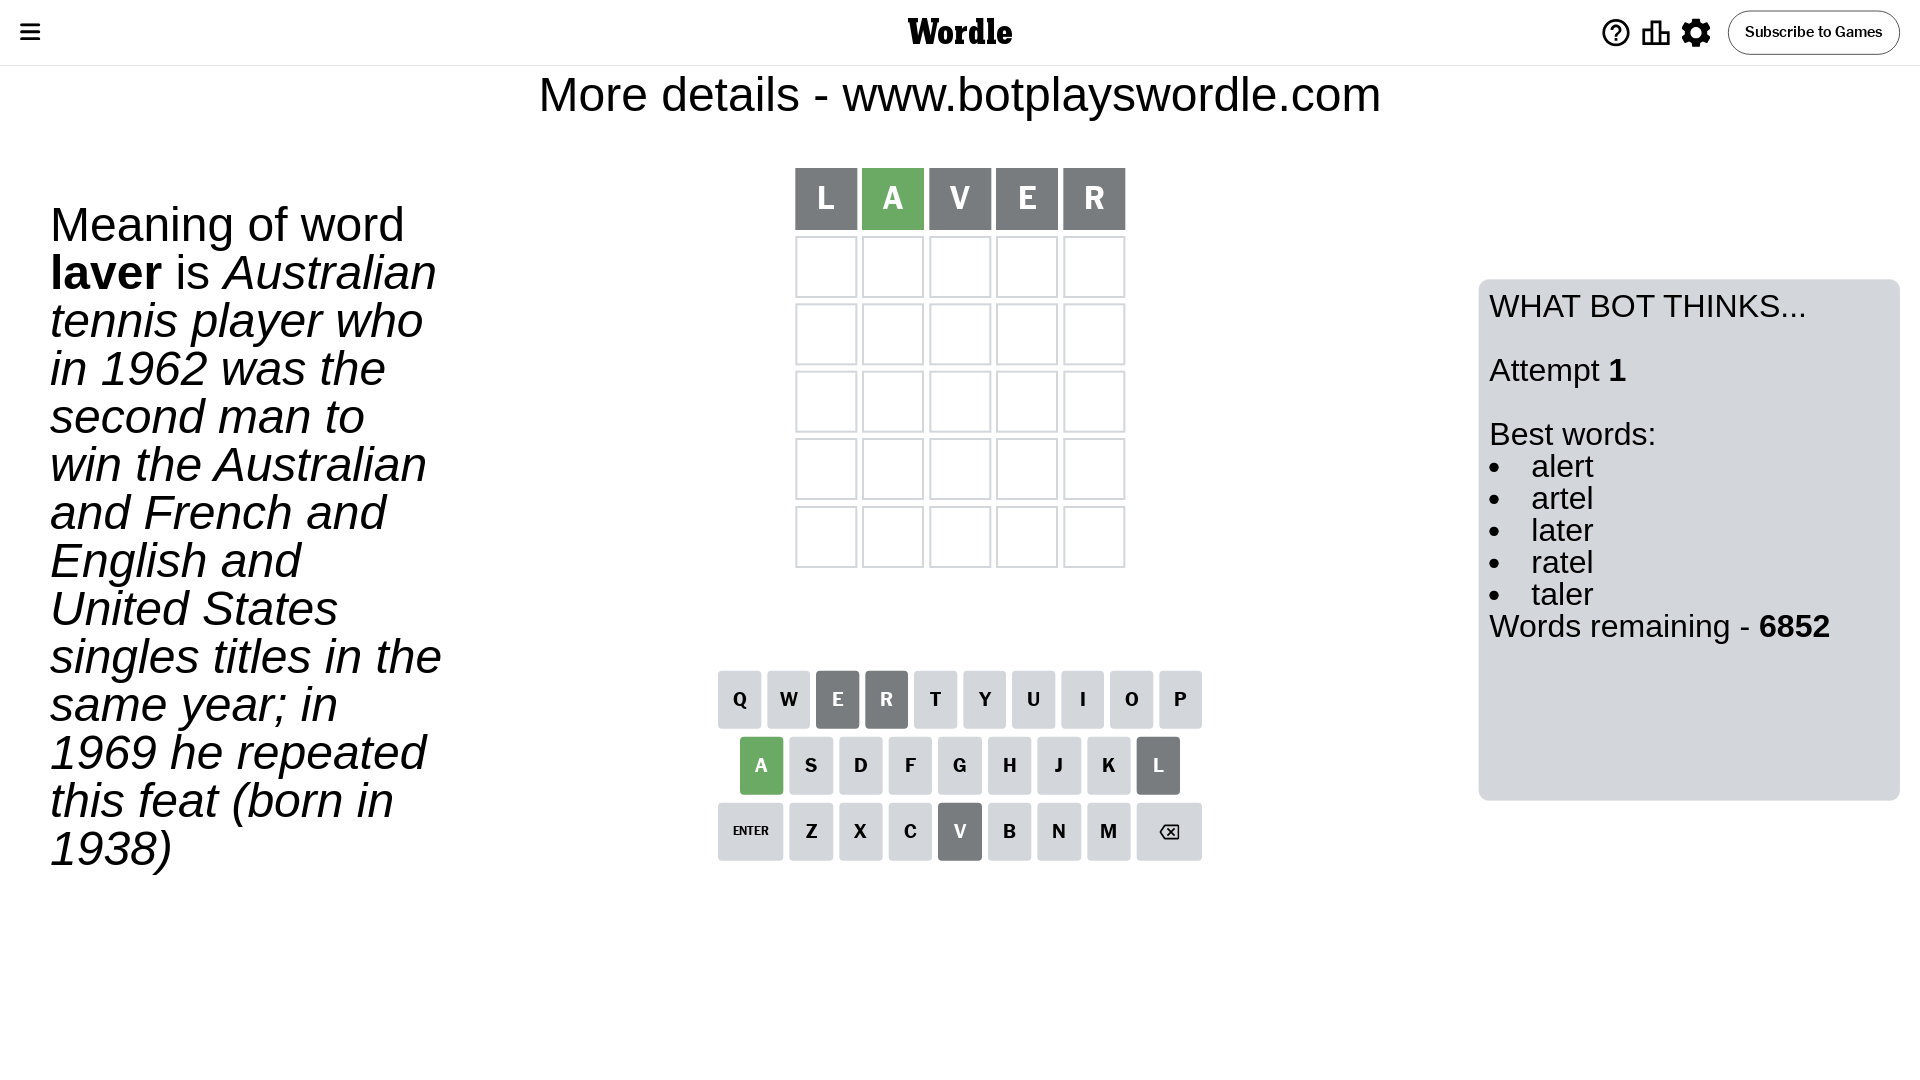 Wordle
Subscribe to Games
More details - www.botplayswordle.com
Meaning of word
laver is Australian
tennis player who
in 1962 was the
second man to
win the Australian
and French and
English and
United States
singles titles in the
same year; in
1969 he repeated
this feat (born in
1938)
L A V E R
WHAT BOT THINKS...
Attempt 1
Best words:
• alert
• artel
• later
• ratel
• taler
Words remaining - 6852
Q W E R T Y U I O P
A S D F G H J K L
ENTER Z X C V B N M